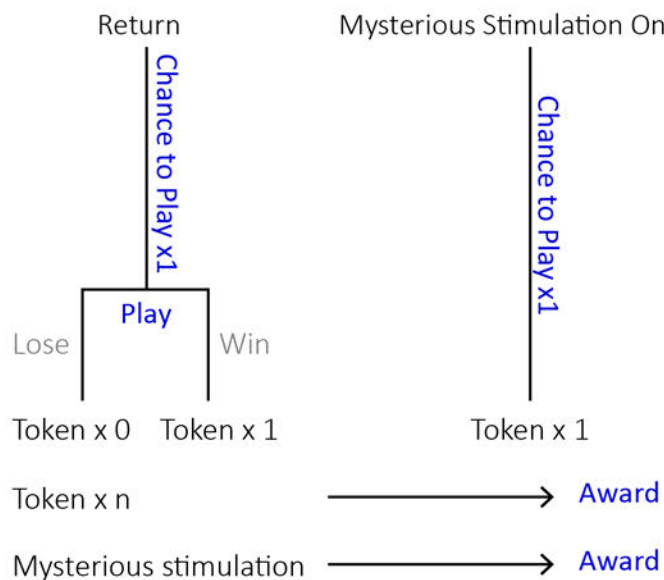 Return
Mysterious Stimulation On
Chance to Play x1
Chance to Play x1
Play
Lose
Win
Token x 0
Token x 1
Token x 1
Token x n
Award
Mysterious stimulation
Award